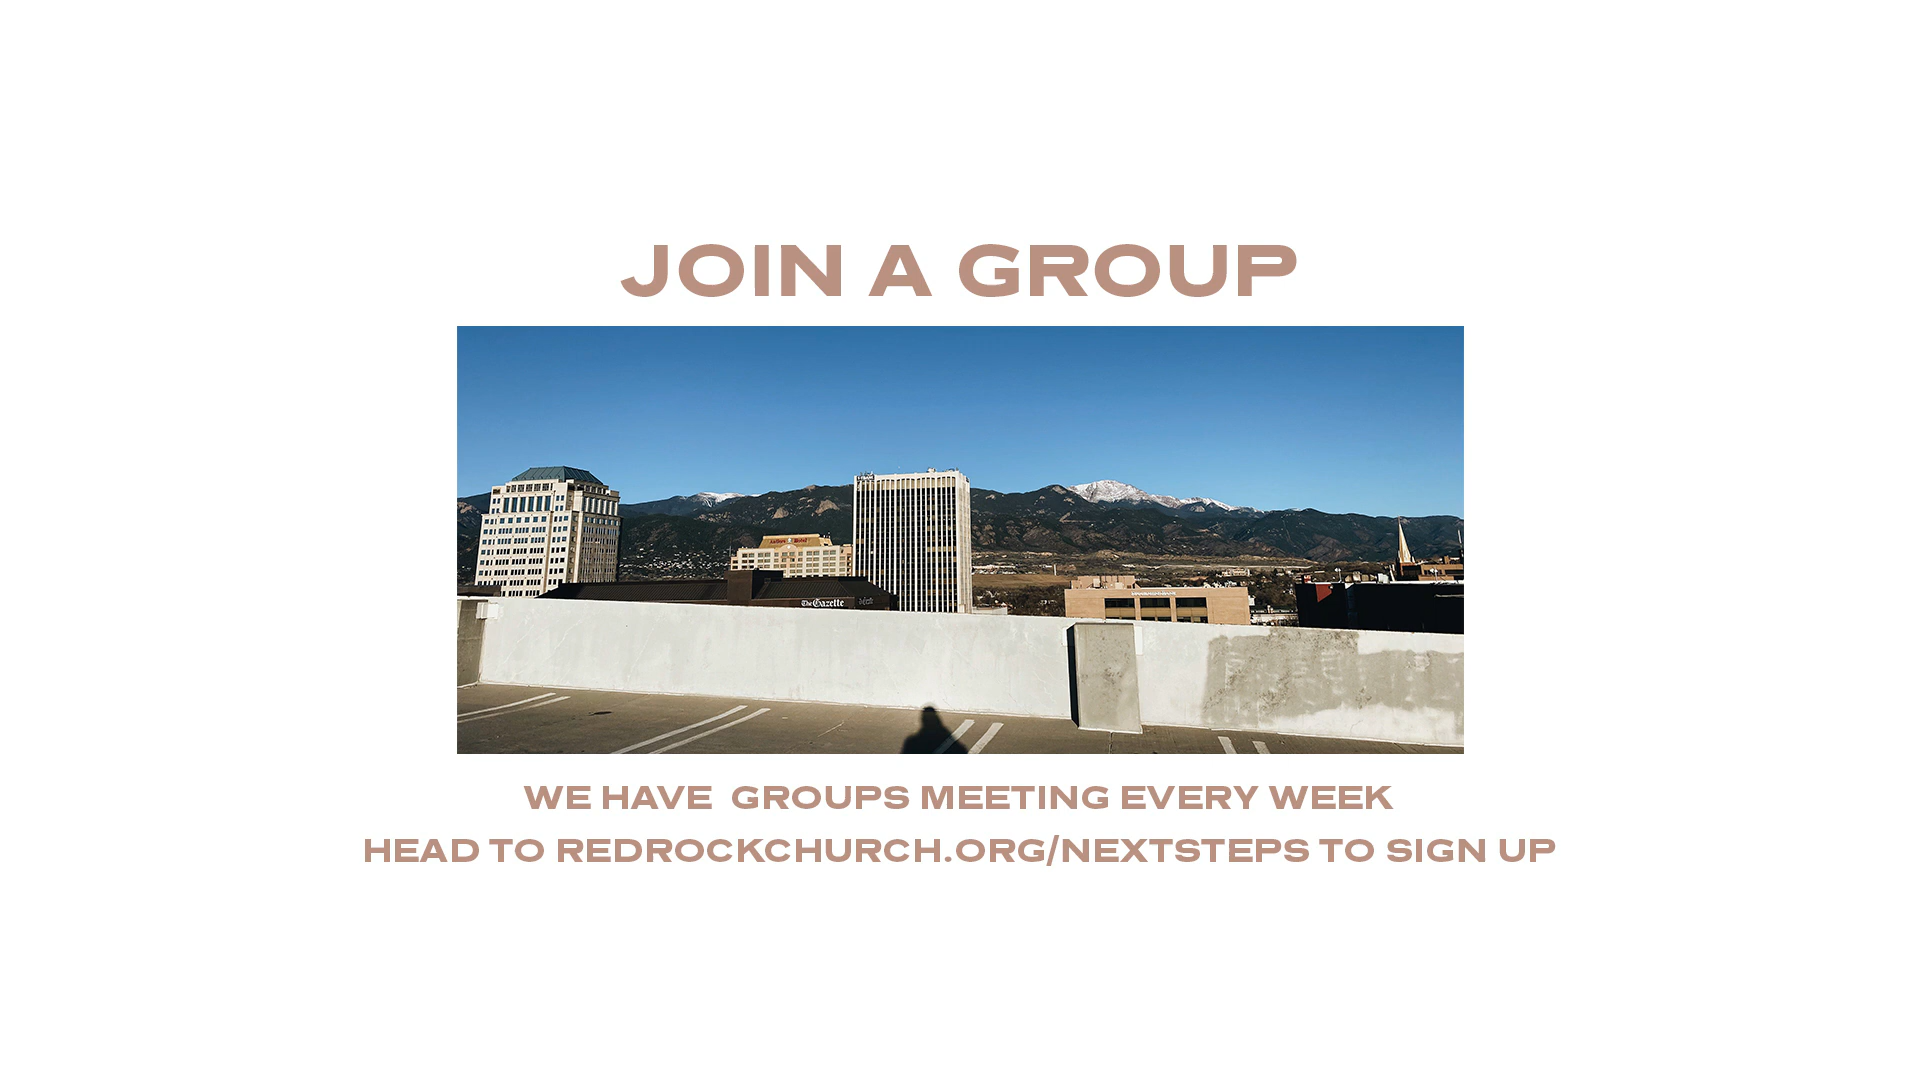 JOIN A GROUP
The Gazette
WE HAVE  GROUPS MEETING EVERY WEEK
HEAD TO REDROCKCHURCH.ORG/NEXTSTEPS TO SIGN UP